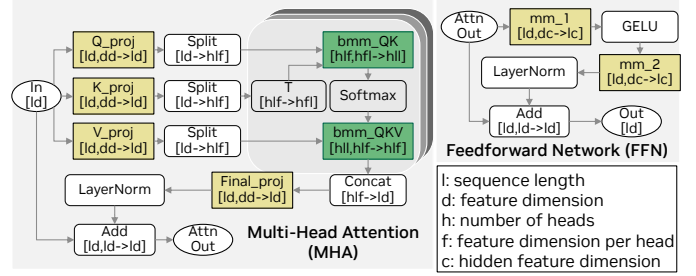 In
[ld]
Q_proj
[ld,dd->ld]
Split
[ld->hlf]
bmm_QK
[hlf,hfl->hll]
K_proj
[ld,dd->ld]
Split
[ld->hlf]
T
[hlf->hfl]
Softmax
V_proj
[ld,dd->ld]
Split
[ld->hlf]
bmm_QKV
[hll,hlf->hlf]
LayerNorm
Final_proj
[ld,dd->ld]
Concat
[hlf->ld]
Add
[ld,ld->ld]
Attn
Out
Multi-Head Attention
(MHA)
Attn
Out
mm_1
[ld,dc->lc]
GELU
mm_2
[ld,dc->lc]
LayerNorm
Add
[ld,ld->ld]
Out
[ld]
Feedforward Network (FFN)
l: sequence length
d: feature dimension
h: number of heads
f: feature dimension per head
c: hidden feature dimension